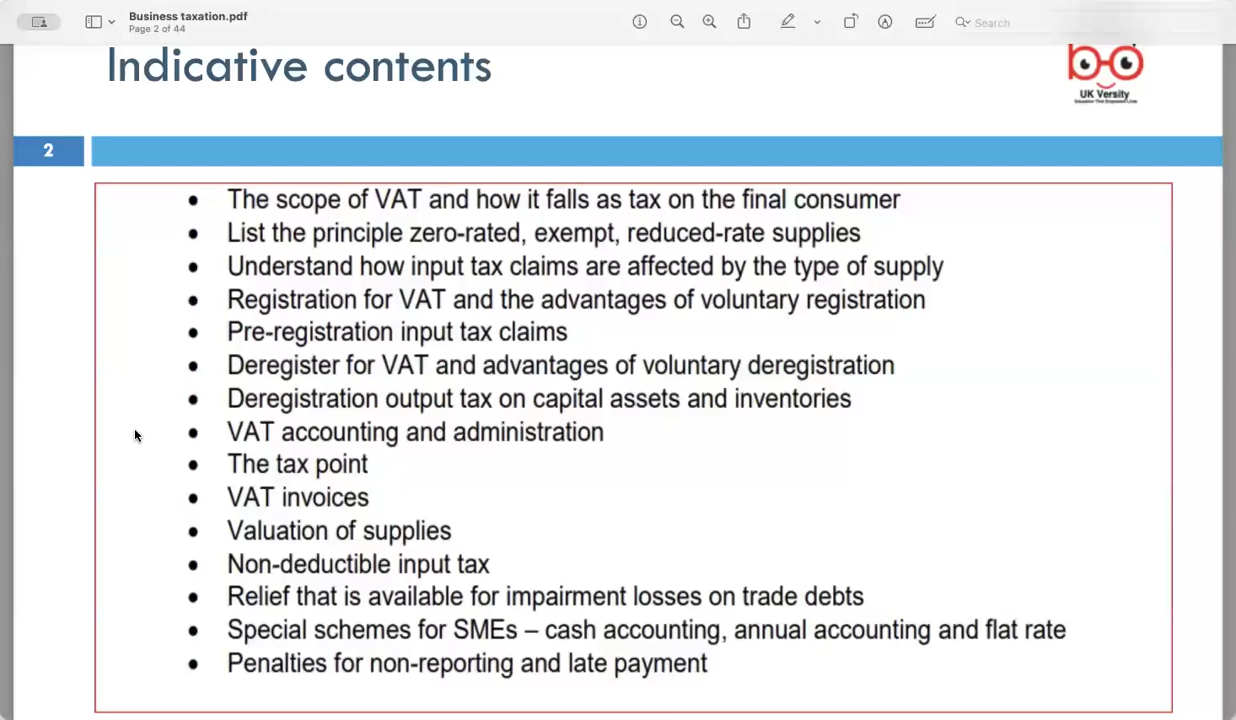 Business taxation.pdf
Page 2 of 44
Search
Indicative contents
UK Versity
Education That Empowers Lives
2
• The scope of VAT and how it falls as tax on the final consumer
• List the principle zero-rated, exempt, reduced-rate supplies
• Understand how input tax claims are affected by the type of supply
• Registration for VAT and the advantages of voluntary registration
• Pre-registration input tax claims
• Deregister for VAT and advantages of voluntary deregistration
• Deregistration output tax on capital assets and inventories
• VAT accounting and administration
• The tax point
• VAT invoices
• Valuation of supplies
• Non-deductible input tax
• Relief that is available for impairment losses on trade debts
• Special schemes for SMEs – cash accounting, annual accounting and flat rate
• Penalties for non-reporting and late payment